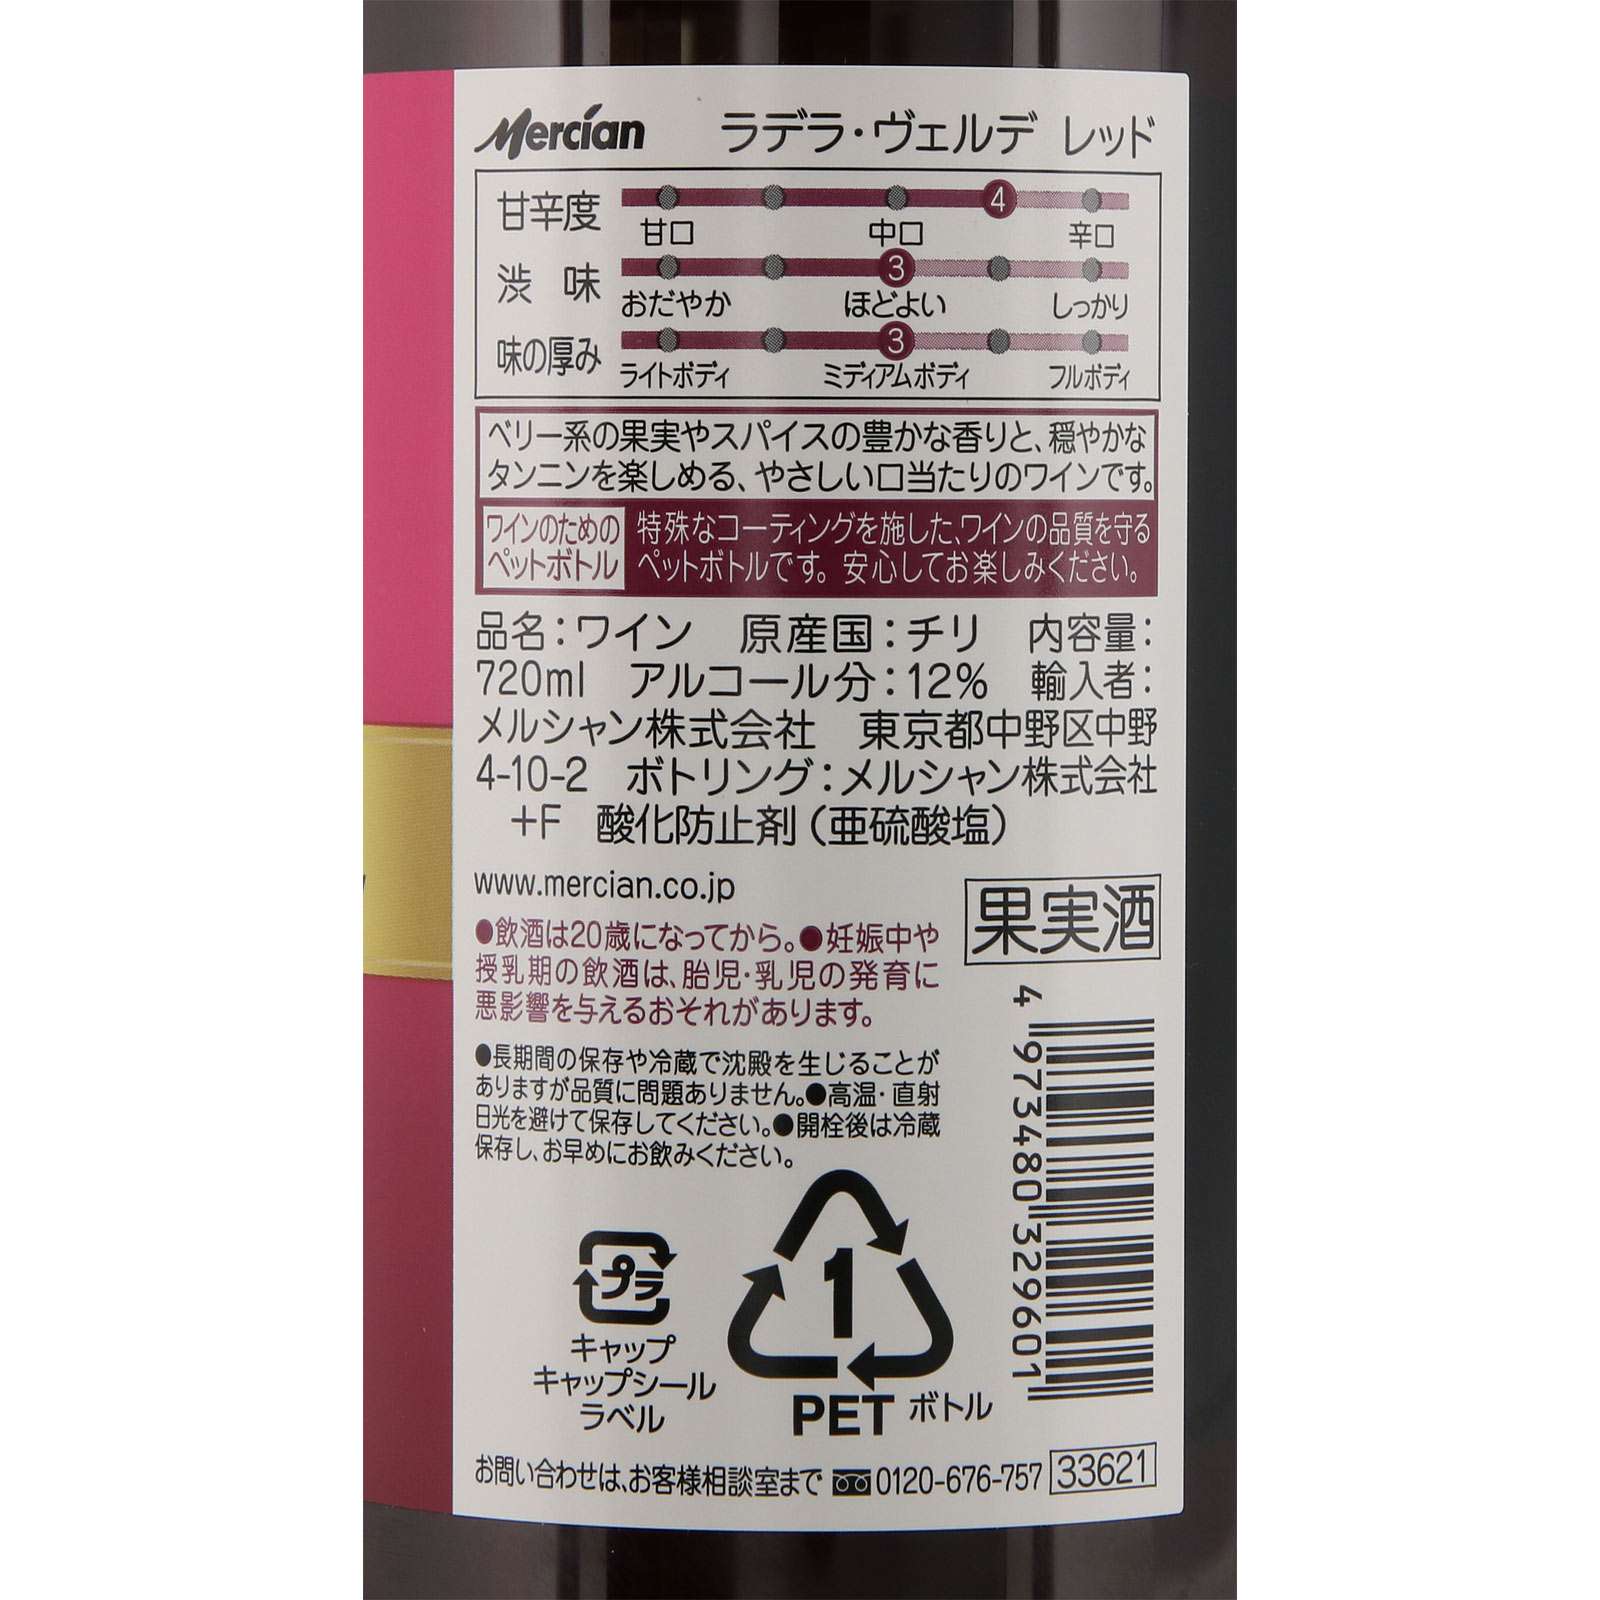 Mercian ラデラ・ヴェルデ レッド
甘辛度 4
甘口 中口 辛口
渋味 3
おだやか ほどよい しっかり
味の厚み 3
ライトボディ ミディアムボディ フルボディ
ベリー系の果実やスパイスの豊かな香りと、穏やかな
タンニンを楽しめる、やさしい口当たりのワインです。
ワインのための
ペットボトル
特殊なコーティングを施した、ワインの品質を守る
ペットボトルです。安心してお楽しみください。
品名:ワイン 原産国:チリ 内容量:
720ml アルコール分:12% 輸入者:
メルシャン株式会社 東京都中野区中野
4-10-2 ボトリング:メルシャン株式会社
+F 酸化防止剤(亜硫酸塩)
www.mercian.co.jp
果実酒
●飲酒は20歳になってから。●妊娠中や
授乳期の飲酒は、胎児・乳児の発育に
悪影響を与えるおそれがあります。
●長期間の保存や冷蔵で沈殿を生じることが
ありますが品質に問題ありません。●高温・直射
日光を避けて保存してください。●開栓後は冷蔵
保存し、お早めにお飲みください。
4 973480 329601
プラ
キャップ
キャップシール
ラベル
1
PET ボトル
お問い合わせは、お客様相談室まで 0120-676-757 33621